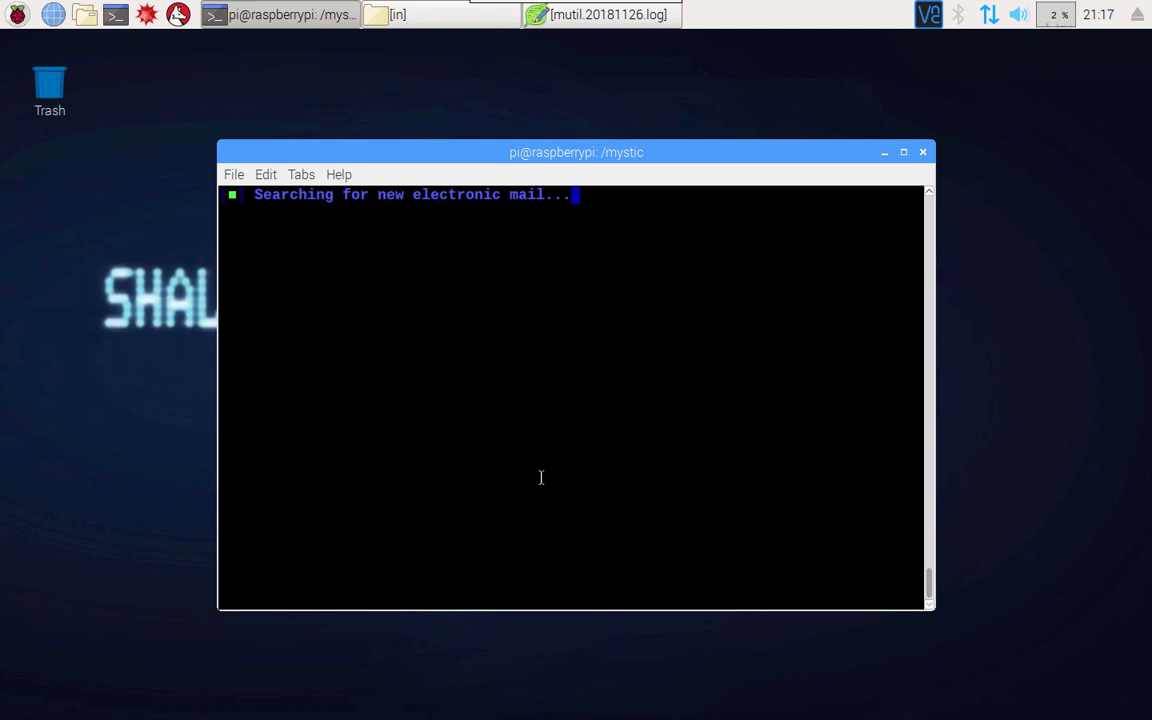 pi@raspberrypi: /mys...
[in]
[mutil.20181126.log]
2 %
21:17
Trash
pi@raspberrypi: /mystic
File Edit Tabs Help
Searching for new electronic mail...
SHAL